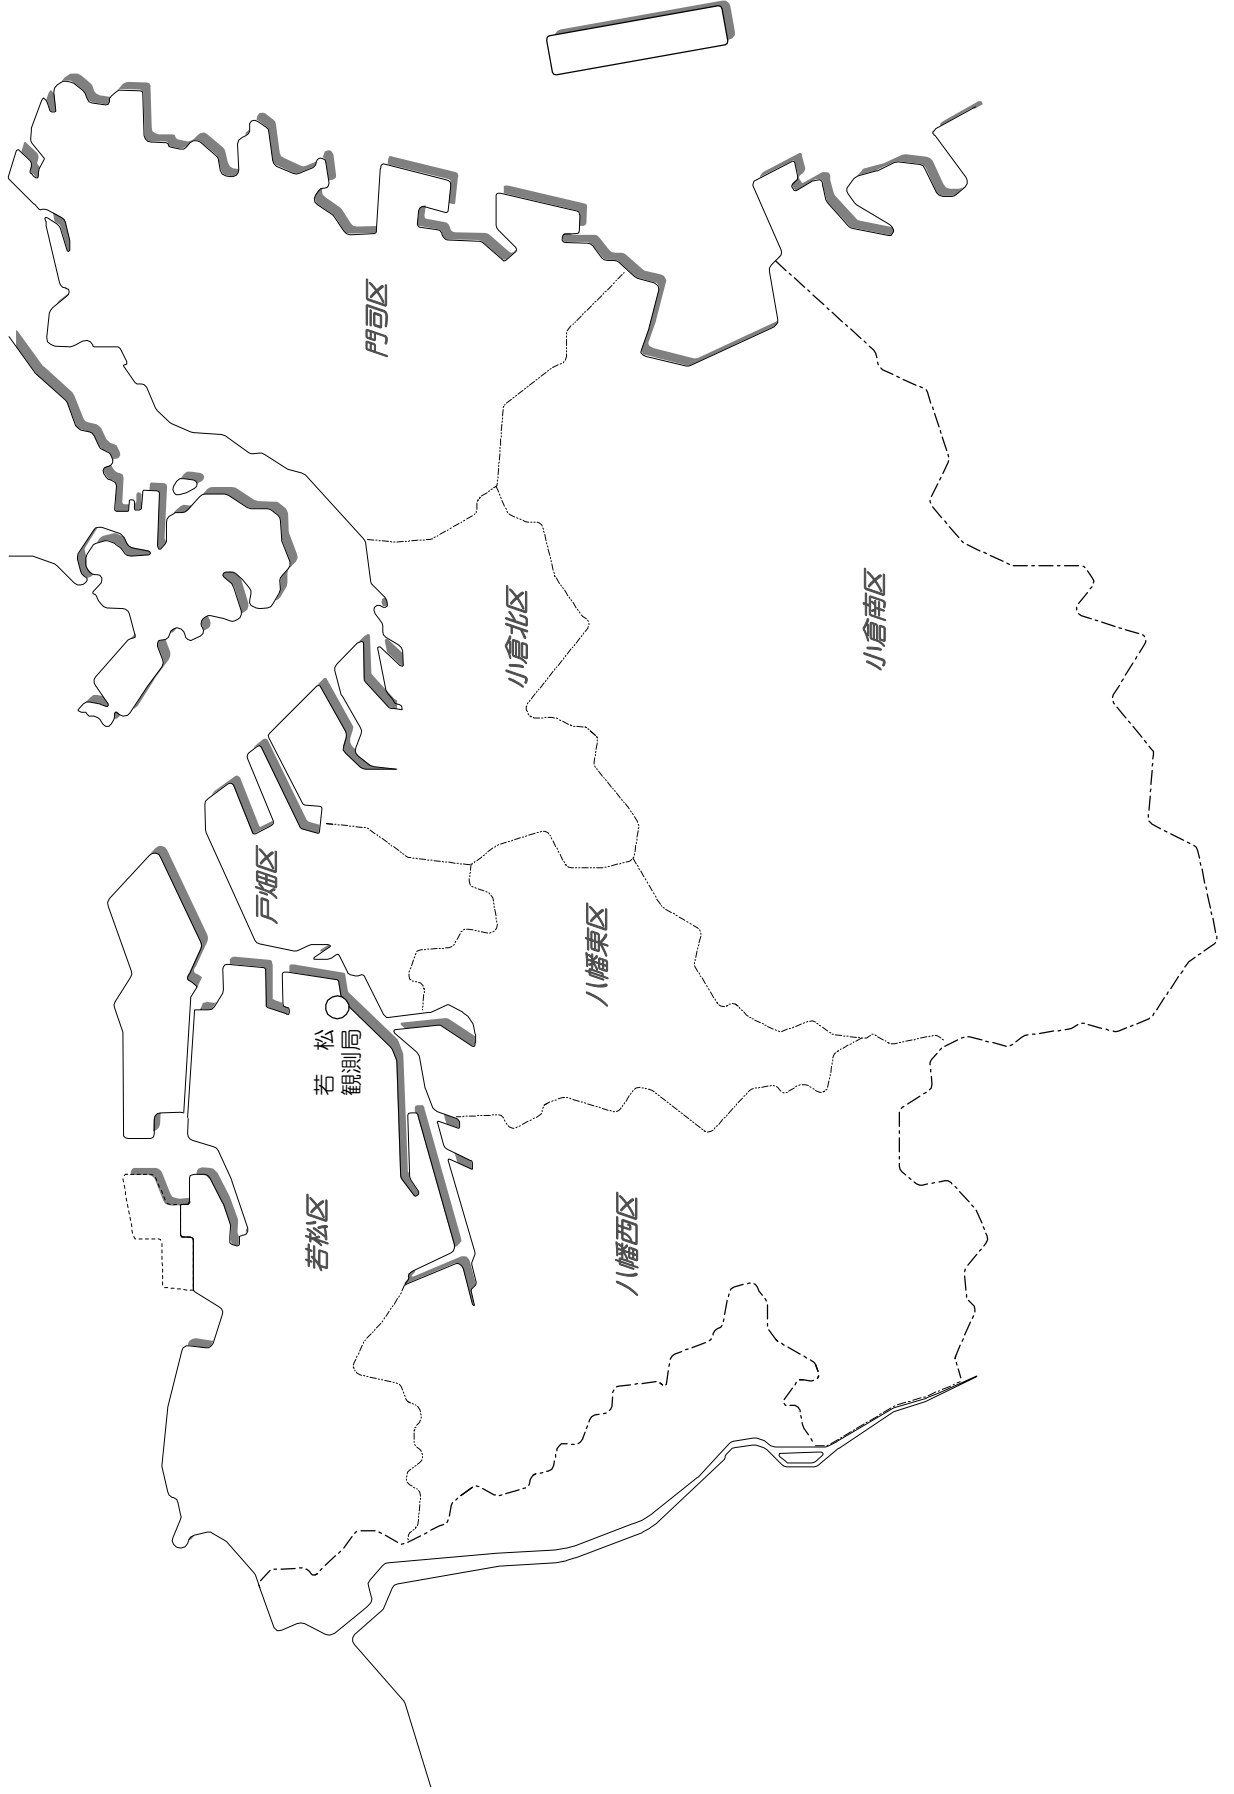 門司区
小倉北区
小倉南区
戸畑区
八幡東区
若　松
観測局
若松区
八幡西区